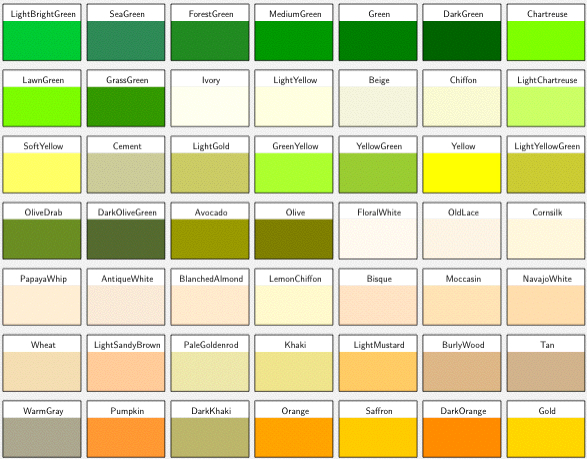 LightBrightGreen SeaGreen ForestGreen MediumGreen Green DarkGreen Chartreuse
LawnGreen GrassGreen Ivory LightYellow Beige Chiffon LightChartreuse
SoftYellow Cement LightGold GreenYellow YellowGreen Yellow LightYellowGreen
OliveDrab DarkOliveGreen Avocado Olive FloralWhite OldLace Cornsilk
PapayaWhip AntiqueWhite BlanchedAlmond LemonChiffon Bisque Moccasin NavajoWhite
Wheat LightSandyBrown PaleGoldenrod Khaki LightMustard BurlyWood Tan
WarmGray Pumpkin DarkKhaki Orange Saffron DarkOrange Gold